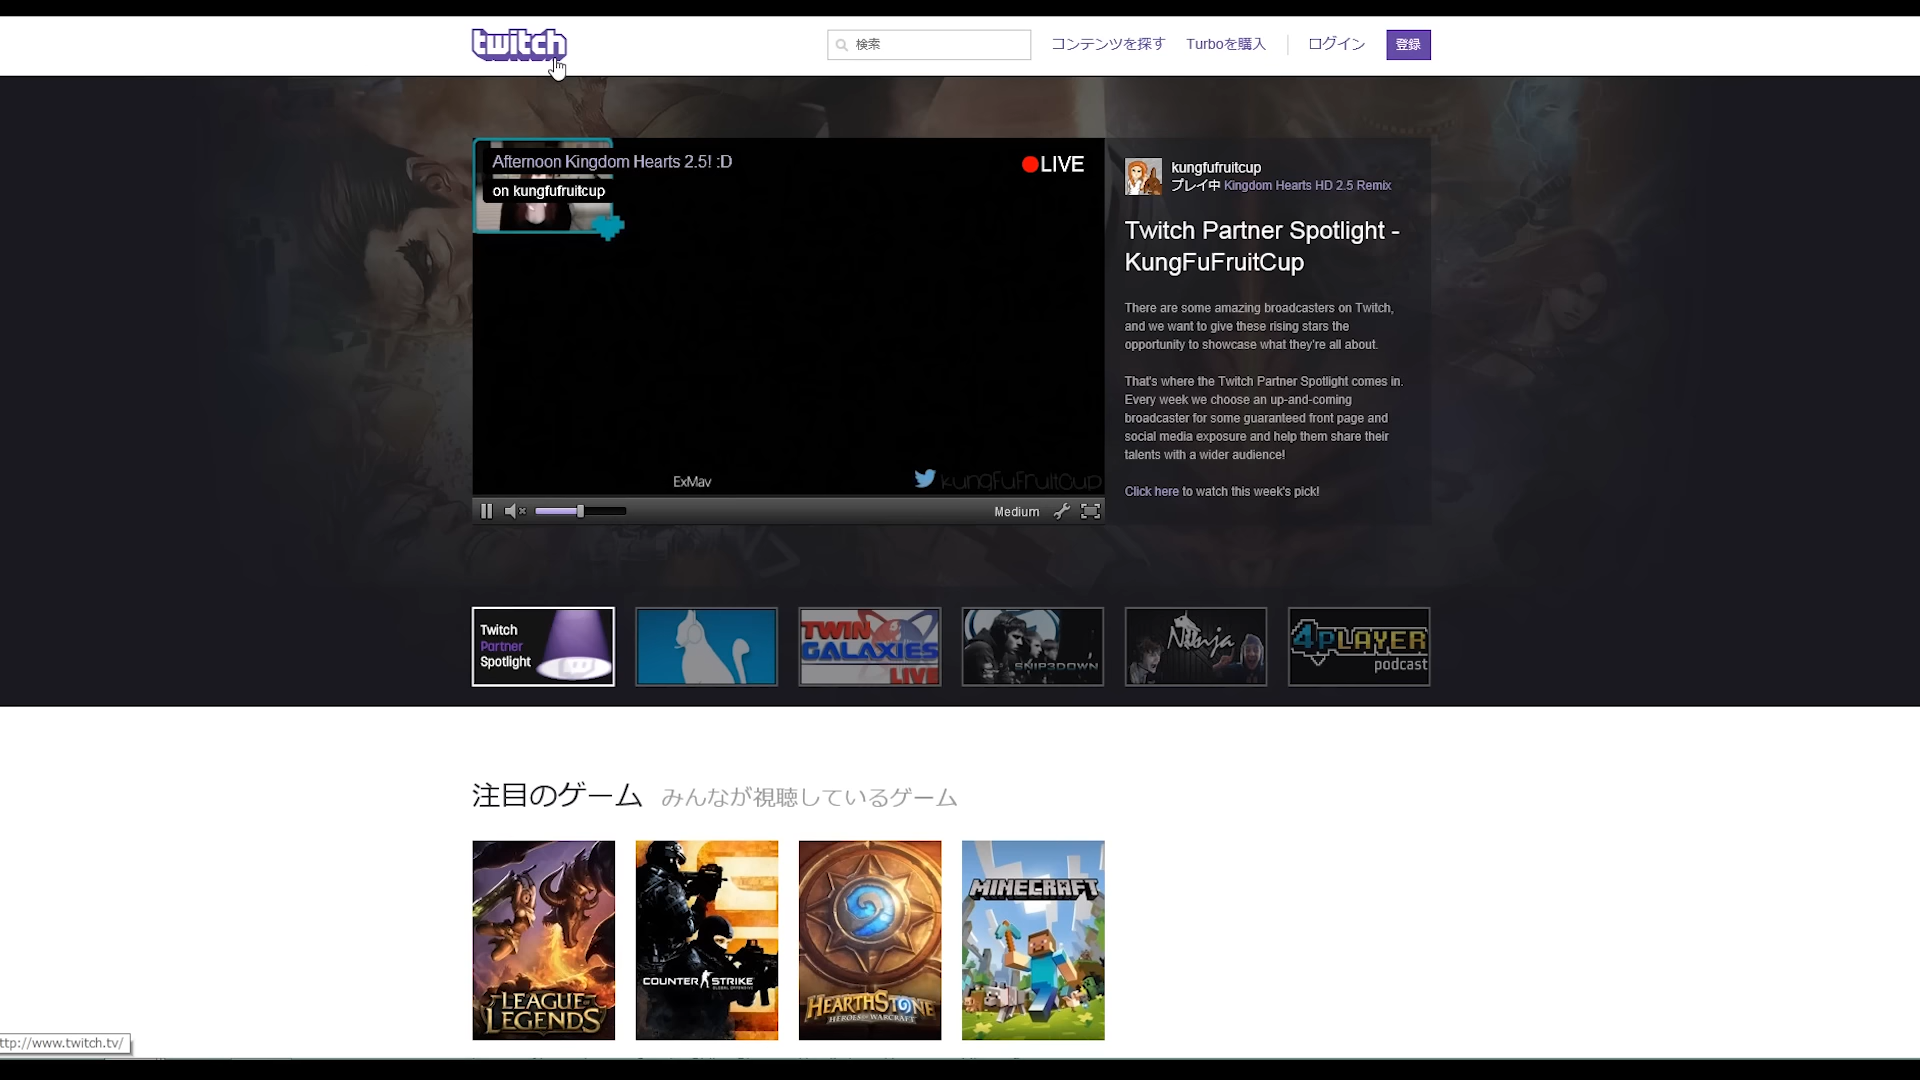 twitch
検索
コンテンツを探す
Turboを購入
ログイン
登録
Afternoon Kingdom Hearts 2.5! :D
on kungfufruitcup
LIVE
ExMav
kungFuFruitCup
Medium
kungfufruitcup
プレイ中 Kingdom Hearts HD 2.5 Remix
Twitch Partner Spotlight -
KungFuFruitCup
There are some amazing broadcasters on Twitch,
and we want to give these rising stars the
opportunity to showcase what they're all about.
That's where the Twitch Partner Spotlight comes in.
Every week we choose an up-and-coming
broadcaster for some guaranteed front page and
social media exposure and help them share their
talents with a wider audience!
Click here to watch this week's pick!
Twitch
Partner
Spotlight
TWIN
GALAXIES
LIVE
SNIP3DOWN
Ninja
4PLAYER
podcast
注目のゲーム
みんなが視聴しているゲーム
LEAGUE OF
LEGENDS
COUNTER STRIKE
GLOBAL OFFENSIVE
HEARTHSTONE
HEROES OF WARCRAFT
MINECRAFT
ttp://www.twitch.tv/